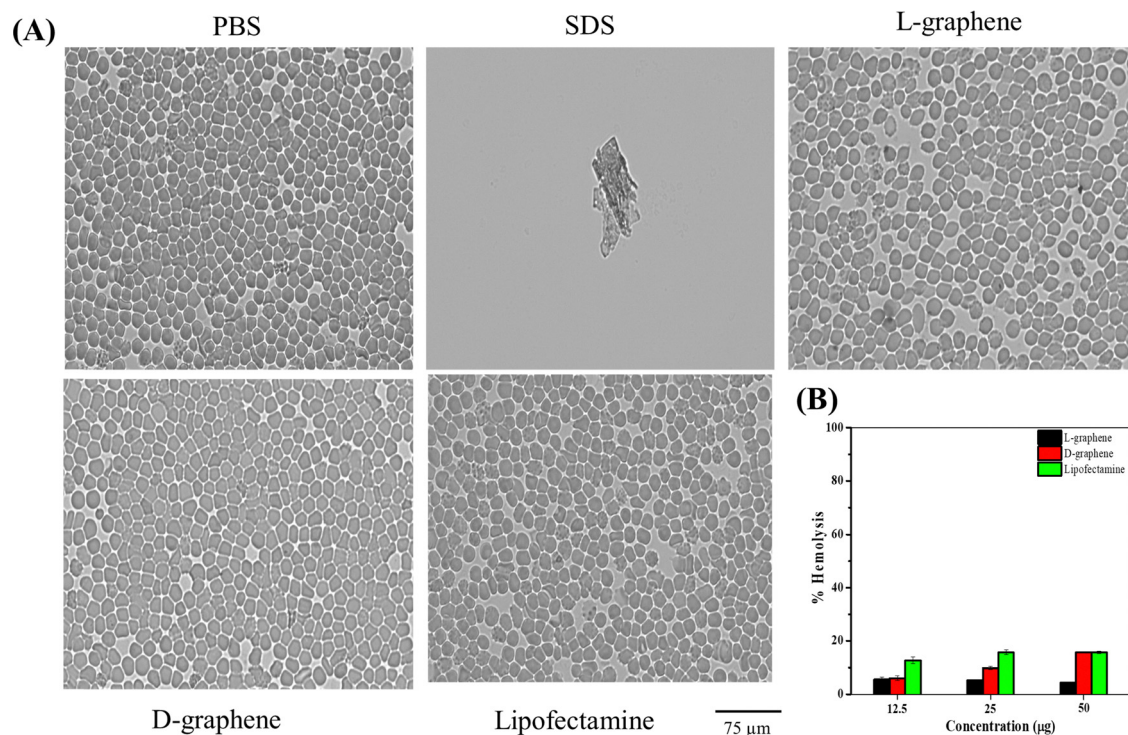 (A)
PBS
SDS
L-graphene
D-graphene
Lipofectamine
75 µm
(B)
L-graphene
D-graphene
Lipofectamine
100
80
60
40
20
0
% Hemolysis
12.5
25
50
Concentration (µg)